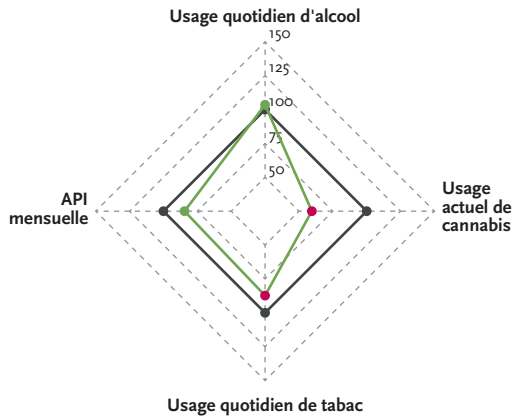 Usage quotidien d'alcool
150
125
100
75
50
API
mensuelle
Usage
actuel de
cannabis
Usage quotidien de tabac